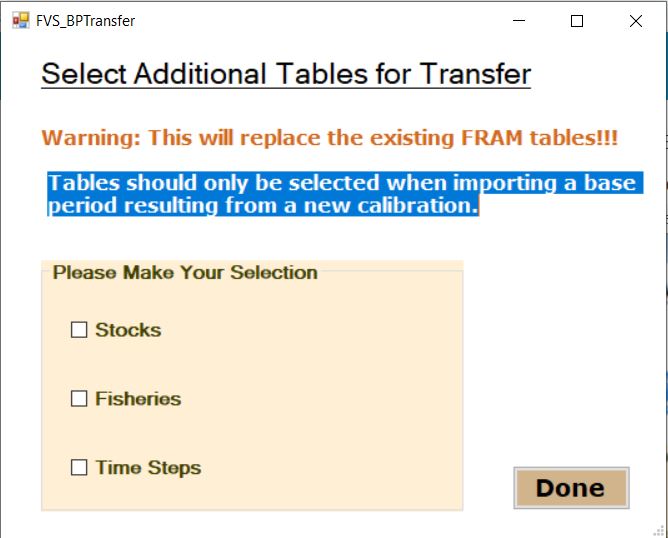 FVS_BPTransfer
Select Additional Tables for Transfer
Warning: This will replace the existing FRAM tables!!!
Tables should only be selected when importing a base
period resulting from a new calibration.
Please Make Your Selection
Stocks
Fisheries
Time Steps
Done